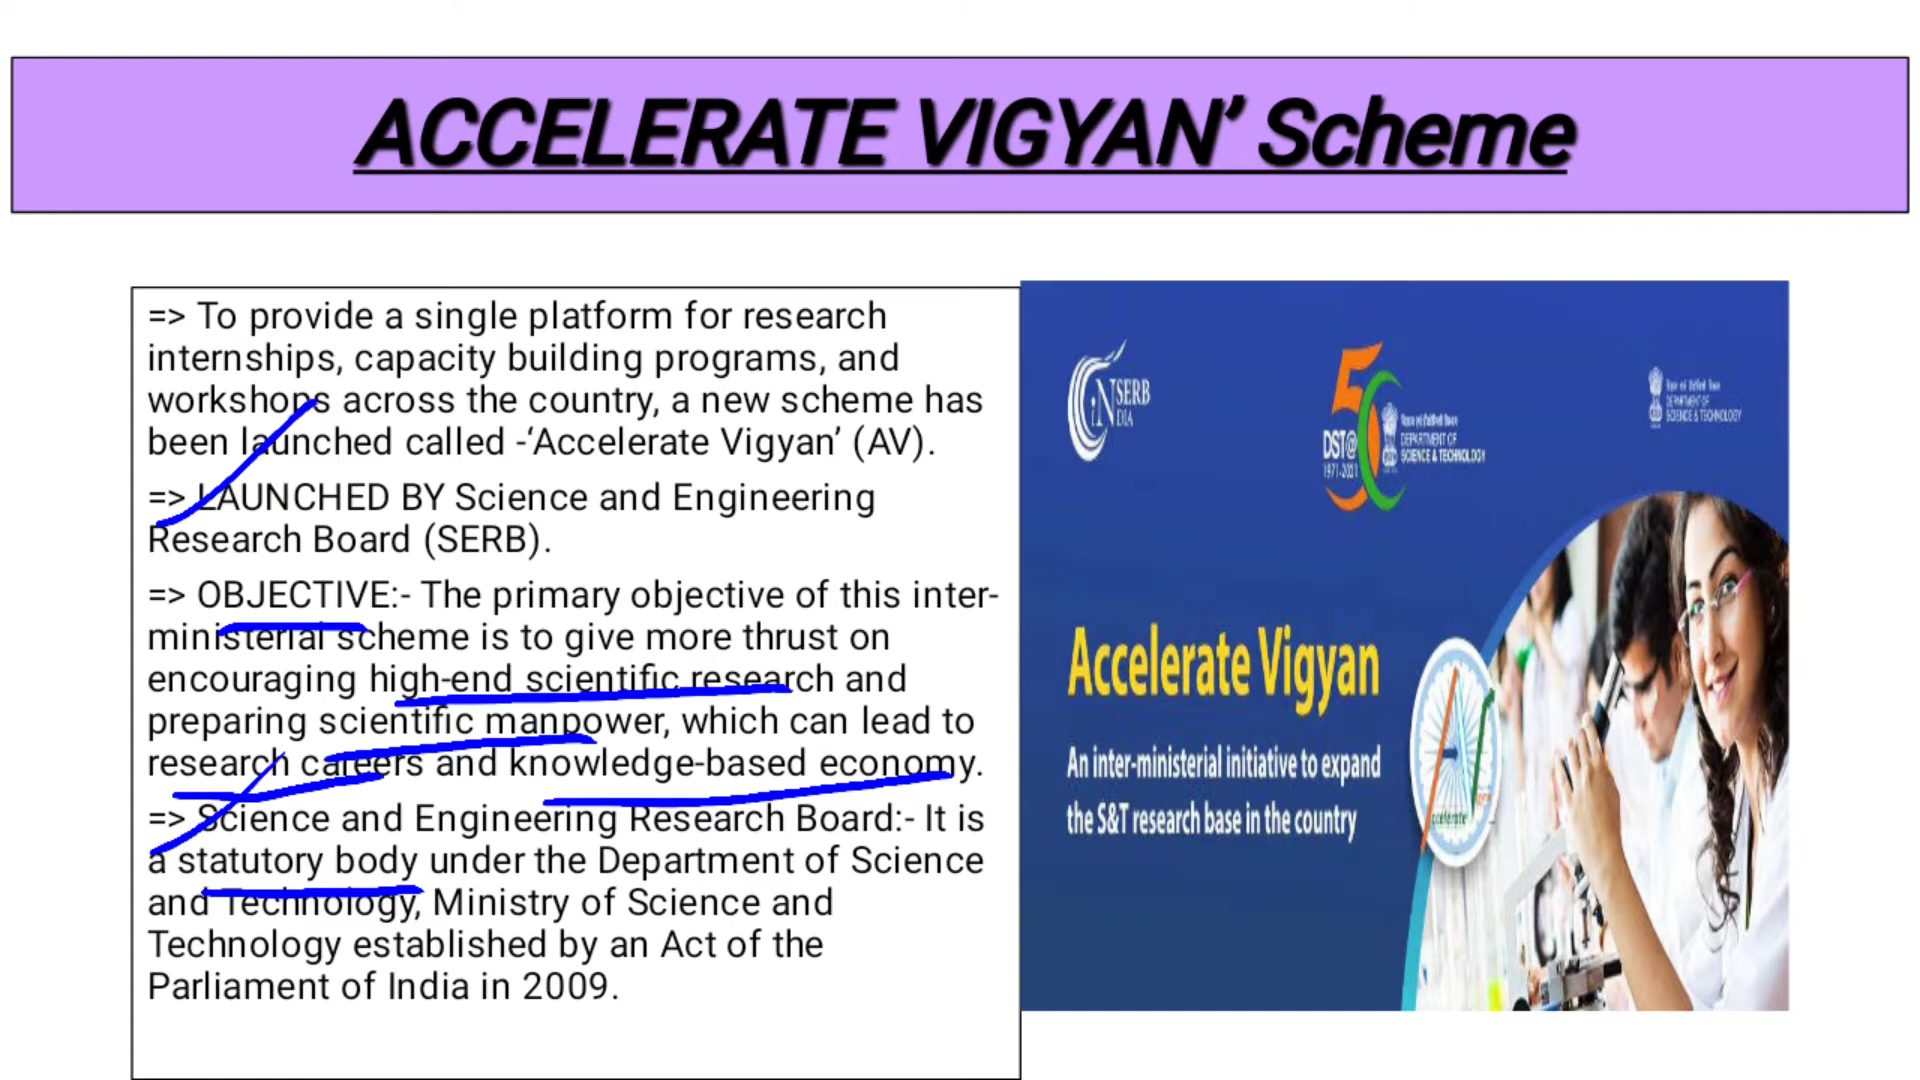 ACCELERATE VIGYAN’ Scheme
=> To provide a single platform for research
internships, capacity building programs, and
workshops across the country, a new scheme has
been launched called -‘Accelerate Vigyan’ (AV).
=> LAUNCHED BY Science and Engineering
Research Board (SERB).
=> OBJECTIVE:- The primary objective of this inter-
ministerial scheme is to give more thrust on
encouraging high-end scientific research and
preparing scientific manpower, which can lead to
research careers and knowledge-based economy.
=> Science and Engineering Research Board:- It is
a statutory body under the Department of Science
and Technology, Ministry of Science and
Technology established by an Act of the
Parliament of India in 2009.
SERB
iNDIA
50
DST@
1971-2021
DEPARTMENT OF
SCIENCE & TECHNOLOGY
DEPARTMENT OF
SCIENCE & TECHNOLOGY
Accelerate Vigyan
An inter-ministerial initiative to expand
the S&T research base in the country
accelerate